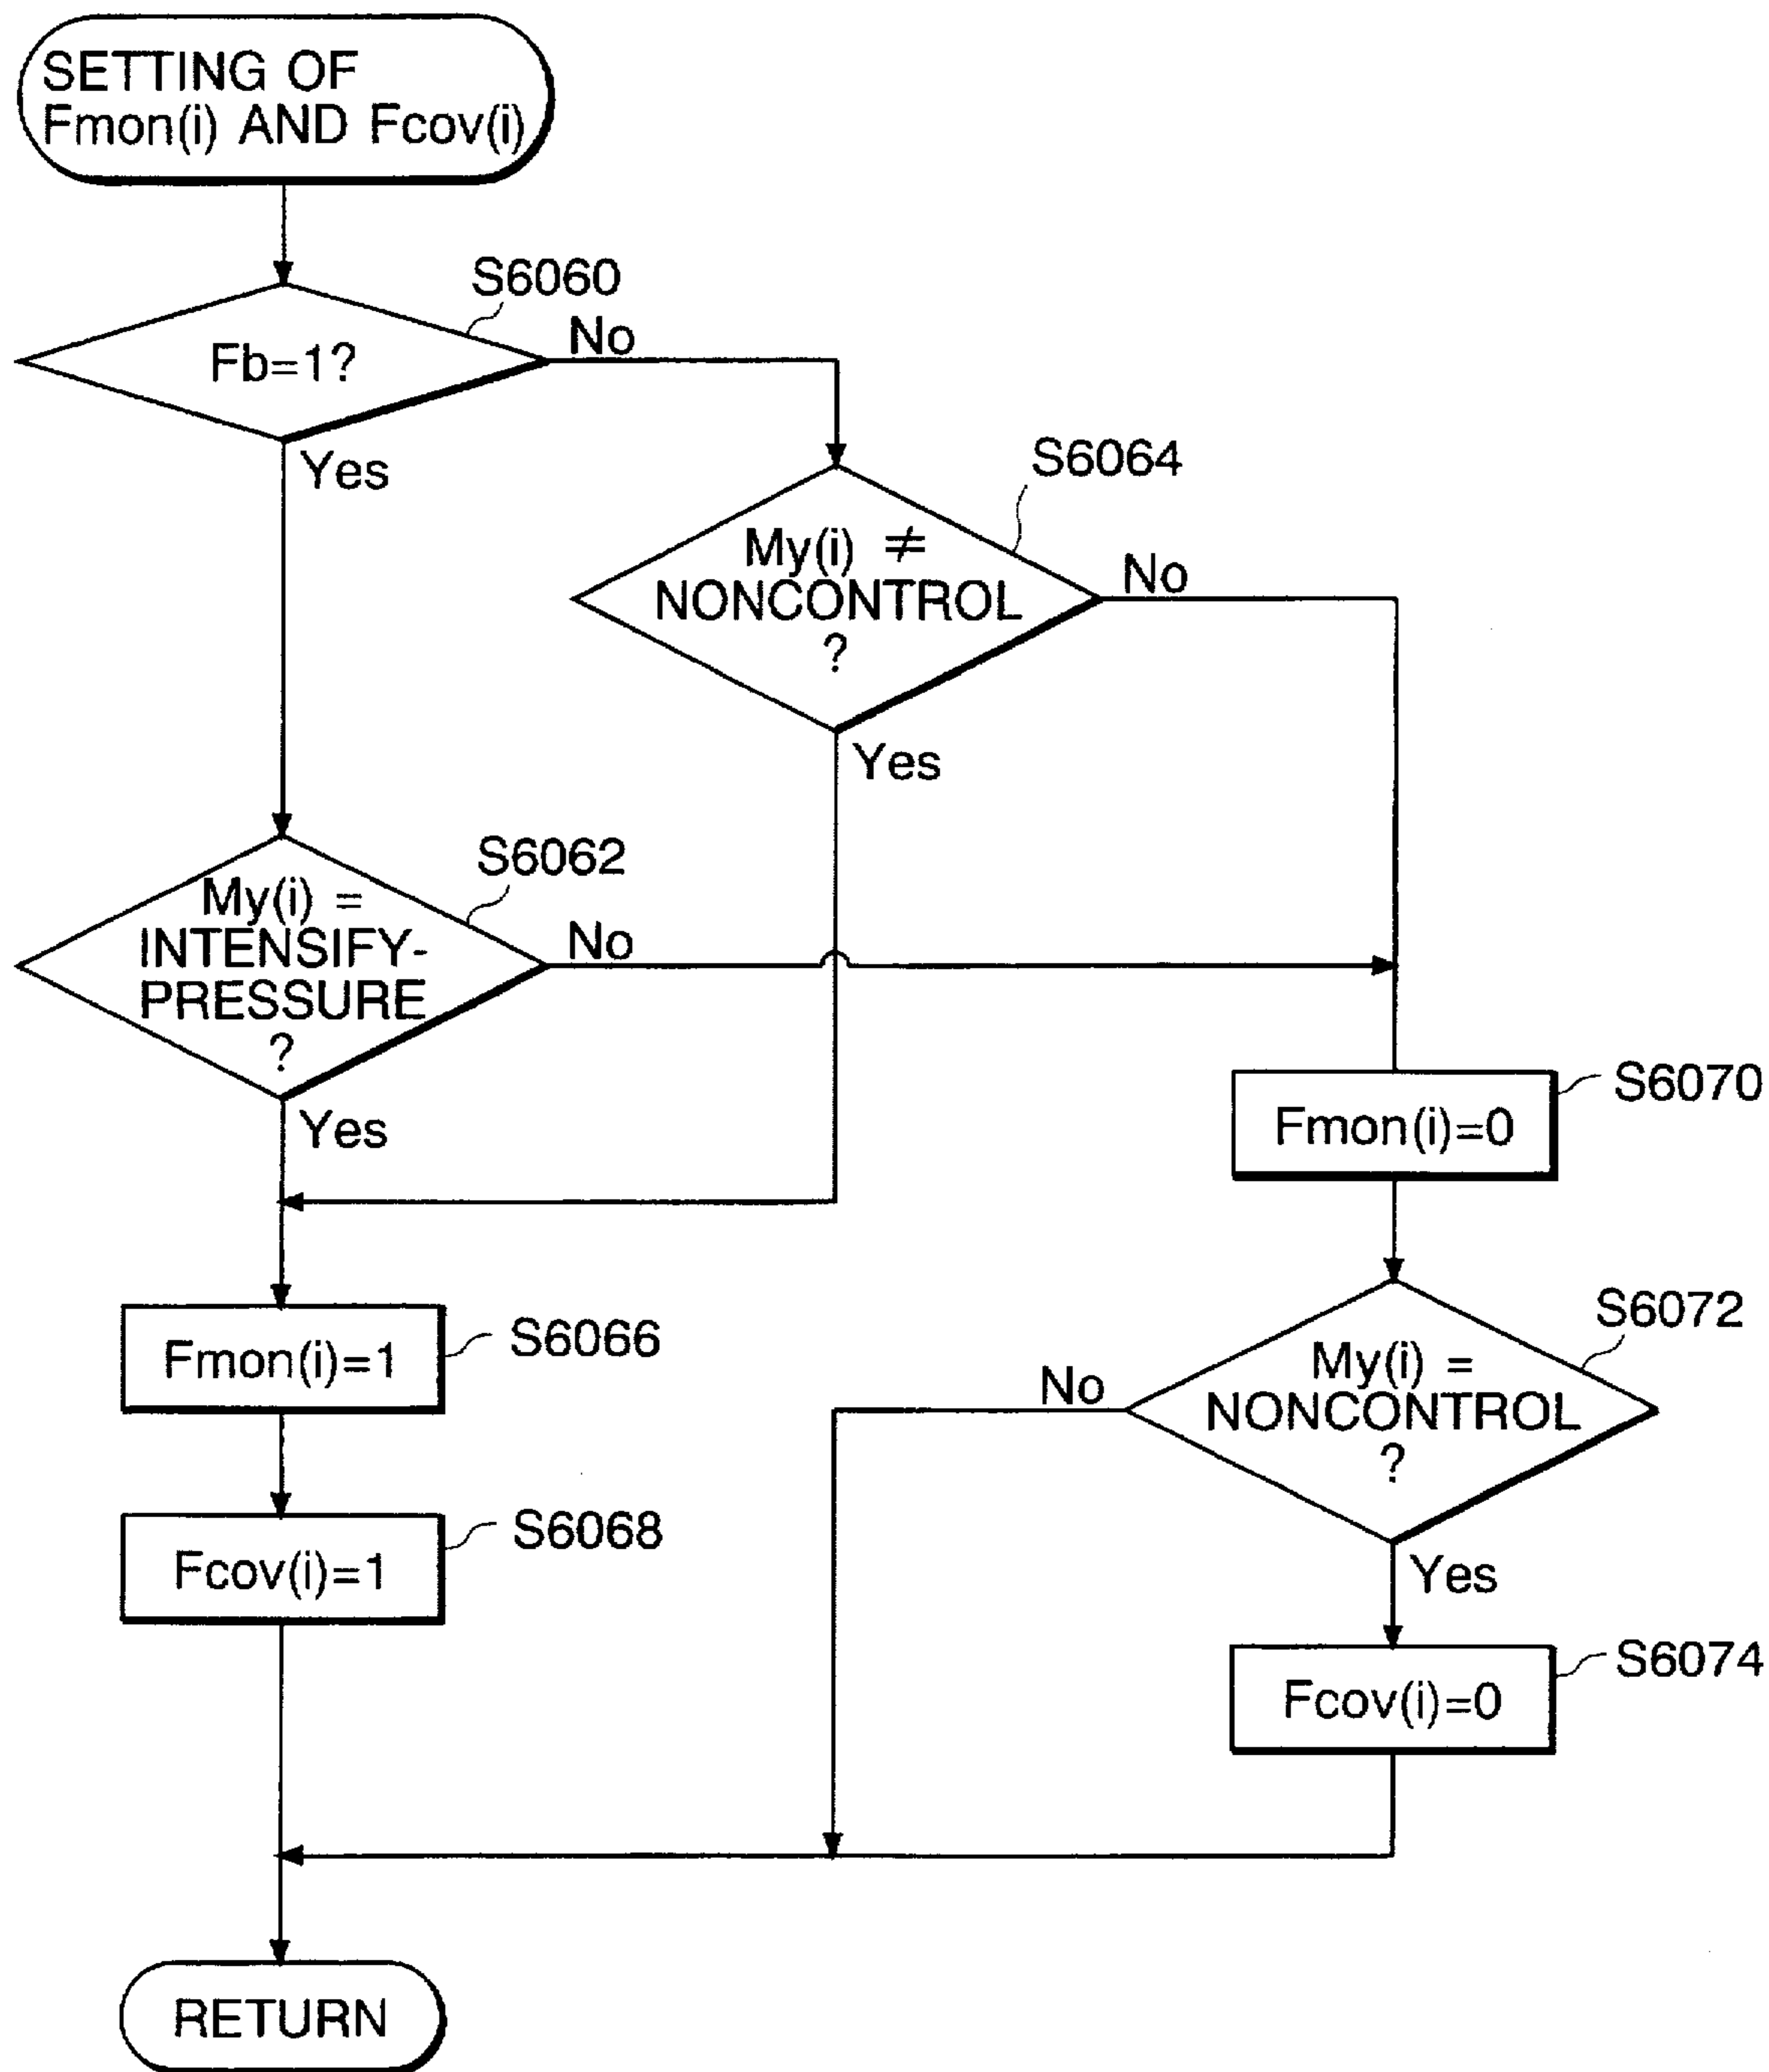 SETTING OF
Fmon(i) AND Fcov(i)
S6060
Fb=1?
No
Yes
S6064
My(i) ≠
NONCONTROL
?
No
Yes
S6062
My(i) =
INTENSIFY-
PRESSURE
?
No
Yes
S6070
Fmon(i)=0
S6066
Fmon(i)=1
S6072
My(i) =
NONCONTROL
?
No
Yes
S6068
Fcov(i)=1
S6074
Fcov(i)=0
RETURN